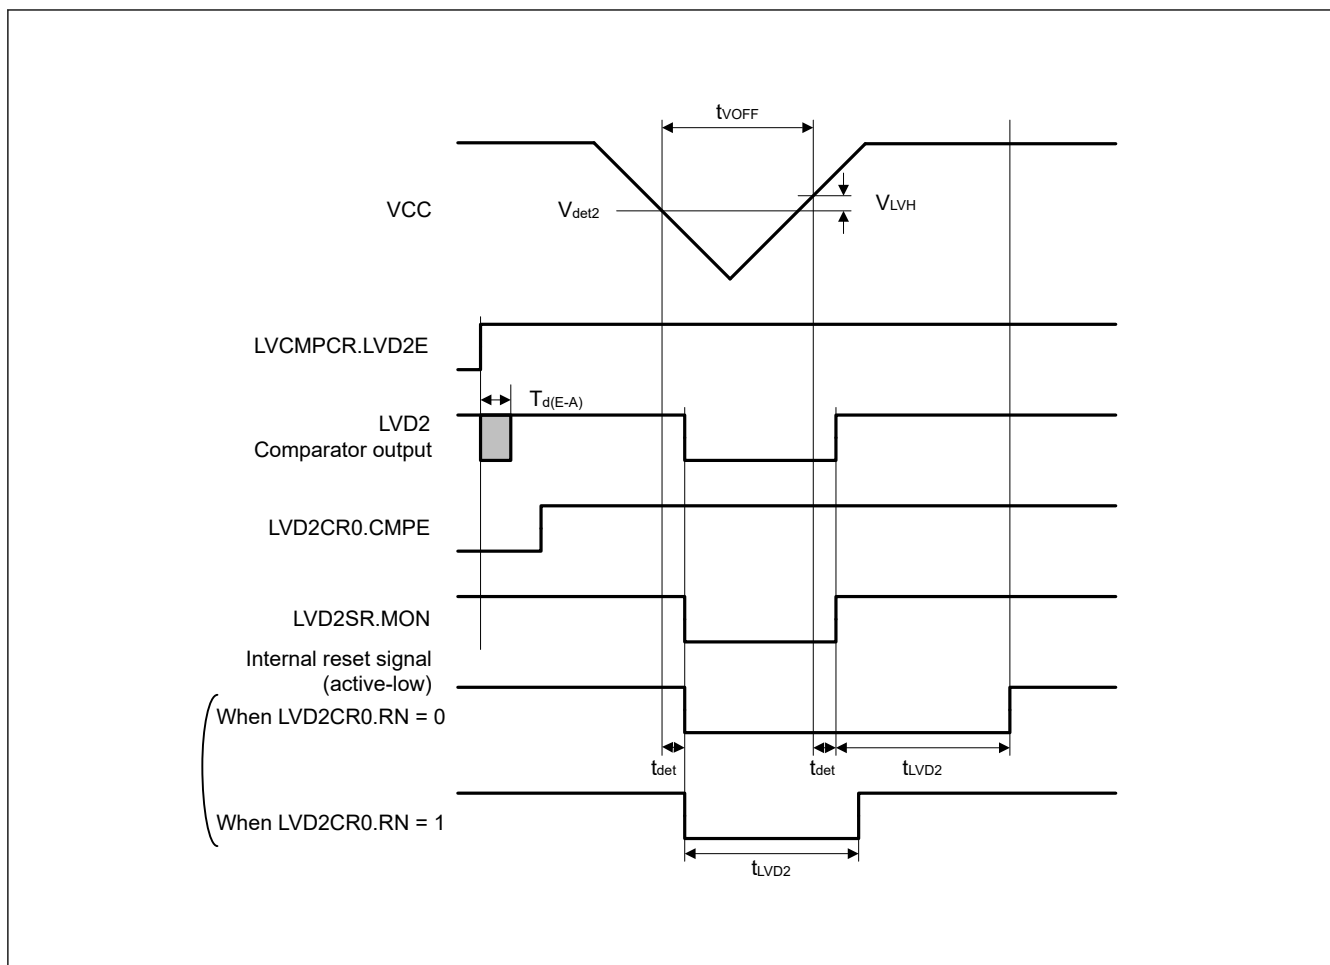 tVOFF
VCC
Vdet2
VLVH
LVCMPCR.LVD2E
Td(E-A)
LVD2
Comparator output
LVD2CR0.CMPE
LVD2SR.MON
Internal reset signal
(active-low)
When LVD2CR0.RN = 0
tdet
tdet
tLVD2
When LVD2CR0.RN = 1
tLVD2